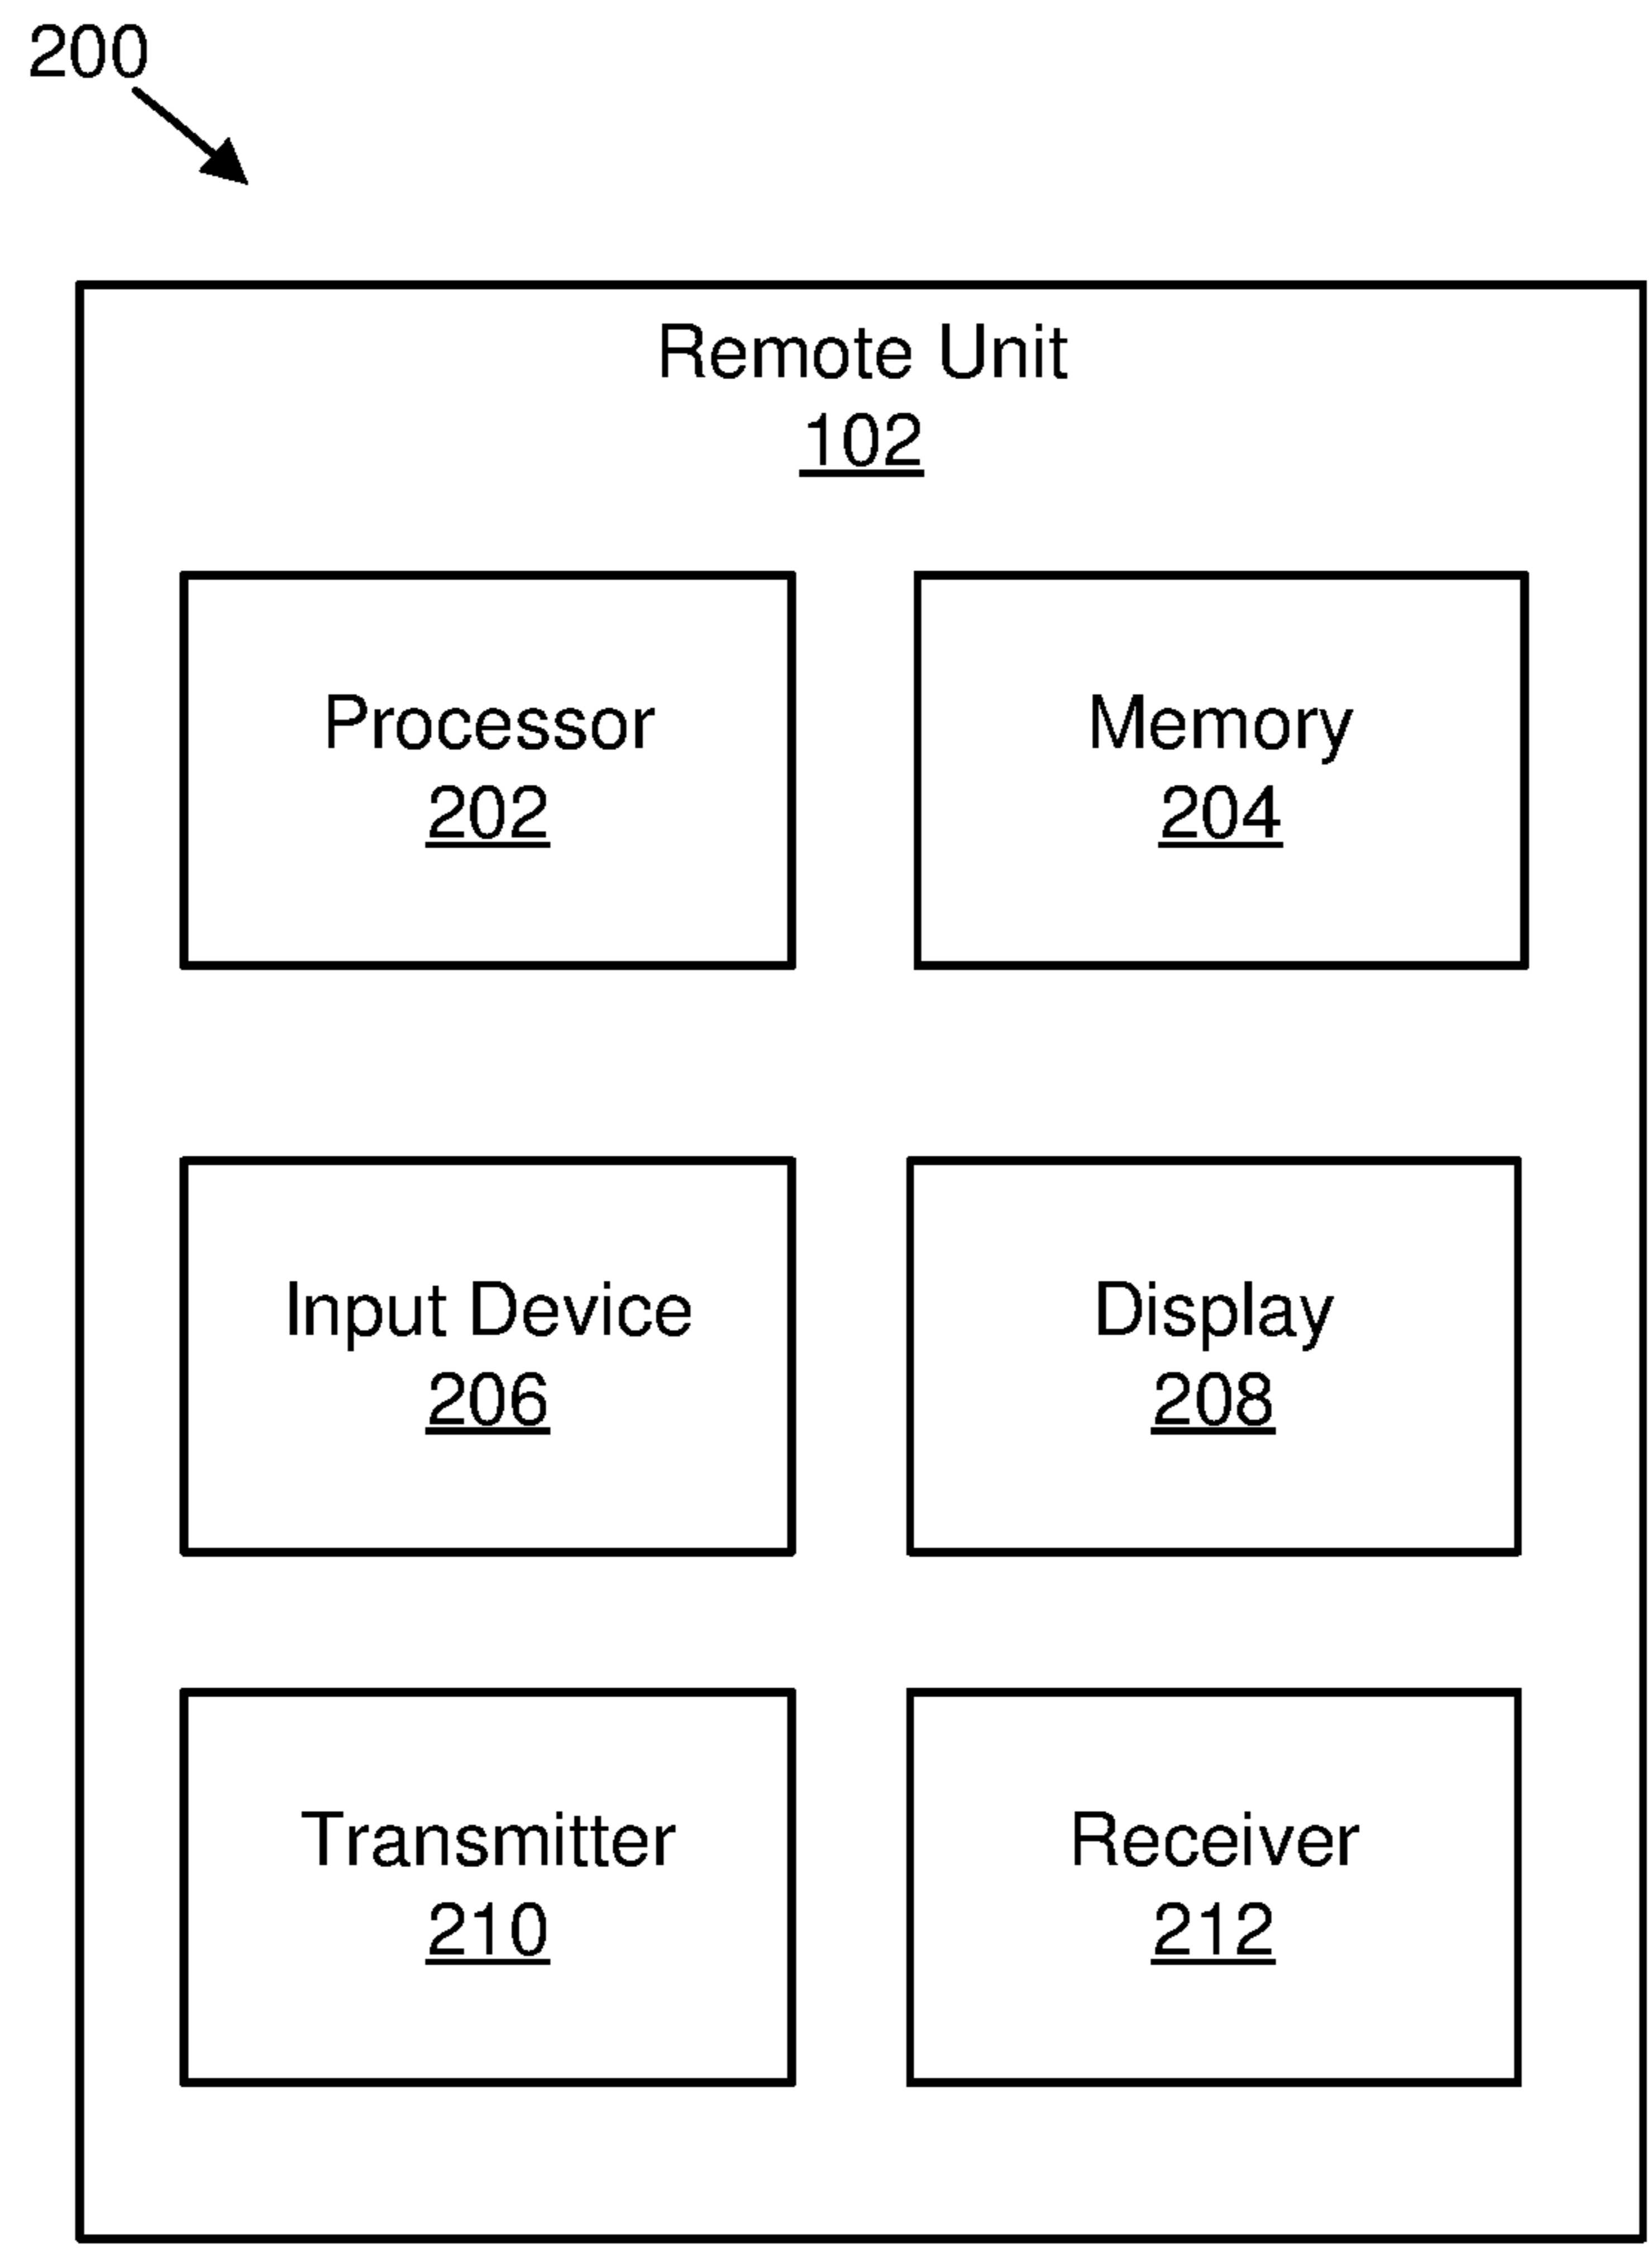 200
Remote Unit
102
Processor
202
Memory
204
Input Device
206
Display
208
Transmitter
210
Receiver
212